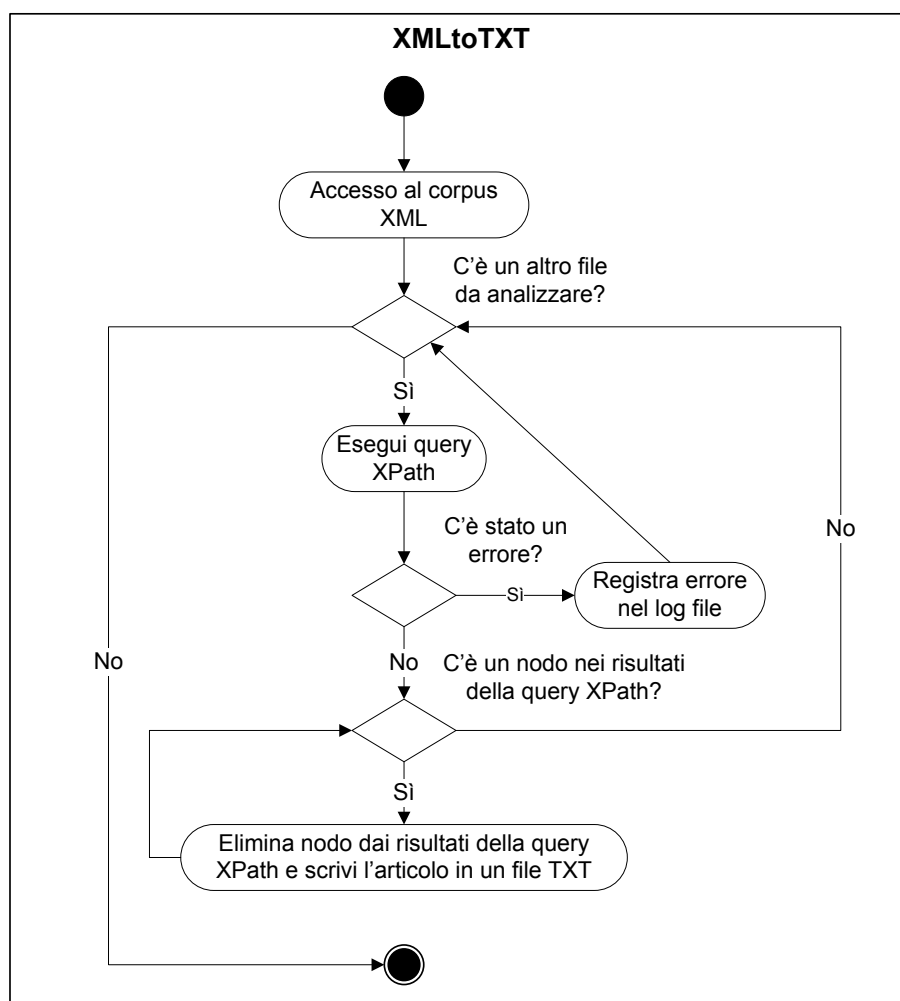 XMLtoTXT
Accesso al corpus
XML
C'è un altro file
da analizzare?
Sì
Esegui query
XPath
C'è stato un
errore?
No
Sì
Registra errore
nel log file
No
No
C'è un nodo nei risultati
della query XPath?
Sì
Elimina nodo dai risultati della query
XPath e scrivi l'articolo in un file TXT